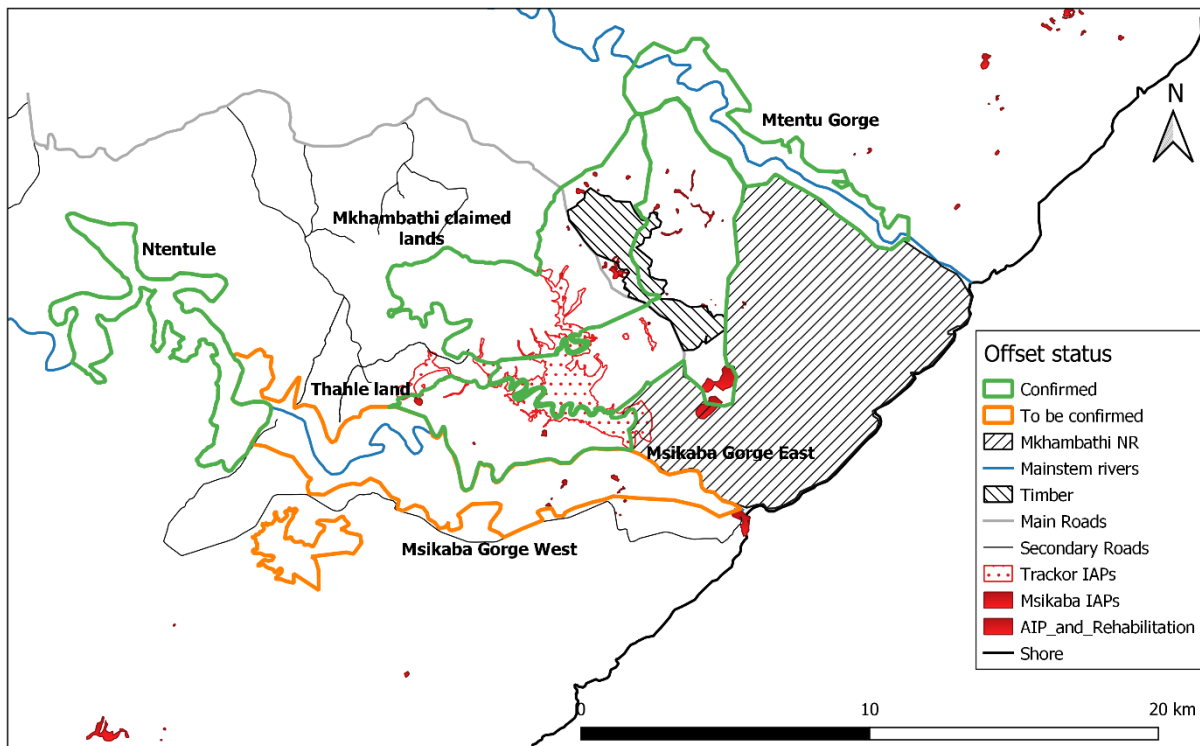 Mtentu Gorge
N
Mkhambathi claimed
lands
Ntentule
Thahle land
Msikaba Gorge East
Msikaba Gorge West
Offset status
Confirmed
To be confirmed
Mkhambathi NR
Mainstem rivers
Timber
Main Roads
Secondary Roads
Trackor IAPs
Msikaba IAPs
AIP_and_Rehabilitation
Shore
0
10
20 km